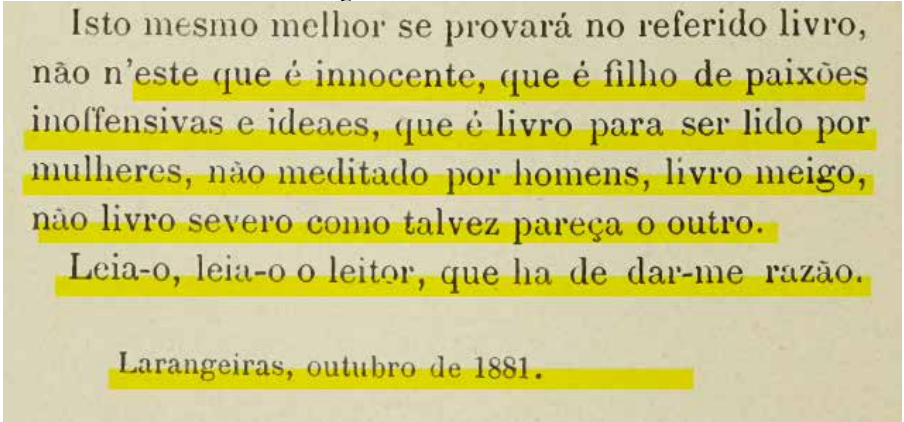 Isto mesmo melhor se provará no referido livro,
não n'este que é innocente, que é filho de paixões
inoffensivas e ideaes, que é livro para ser lido por
mulheres, não meditado por homens, livro meigo,
não livro severo como talvez pareça o outro.
Leia-o, leia-o o leitor, que ha de dar-me razão.
Larangeiras, outubro de 1881.